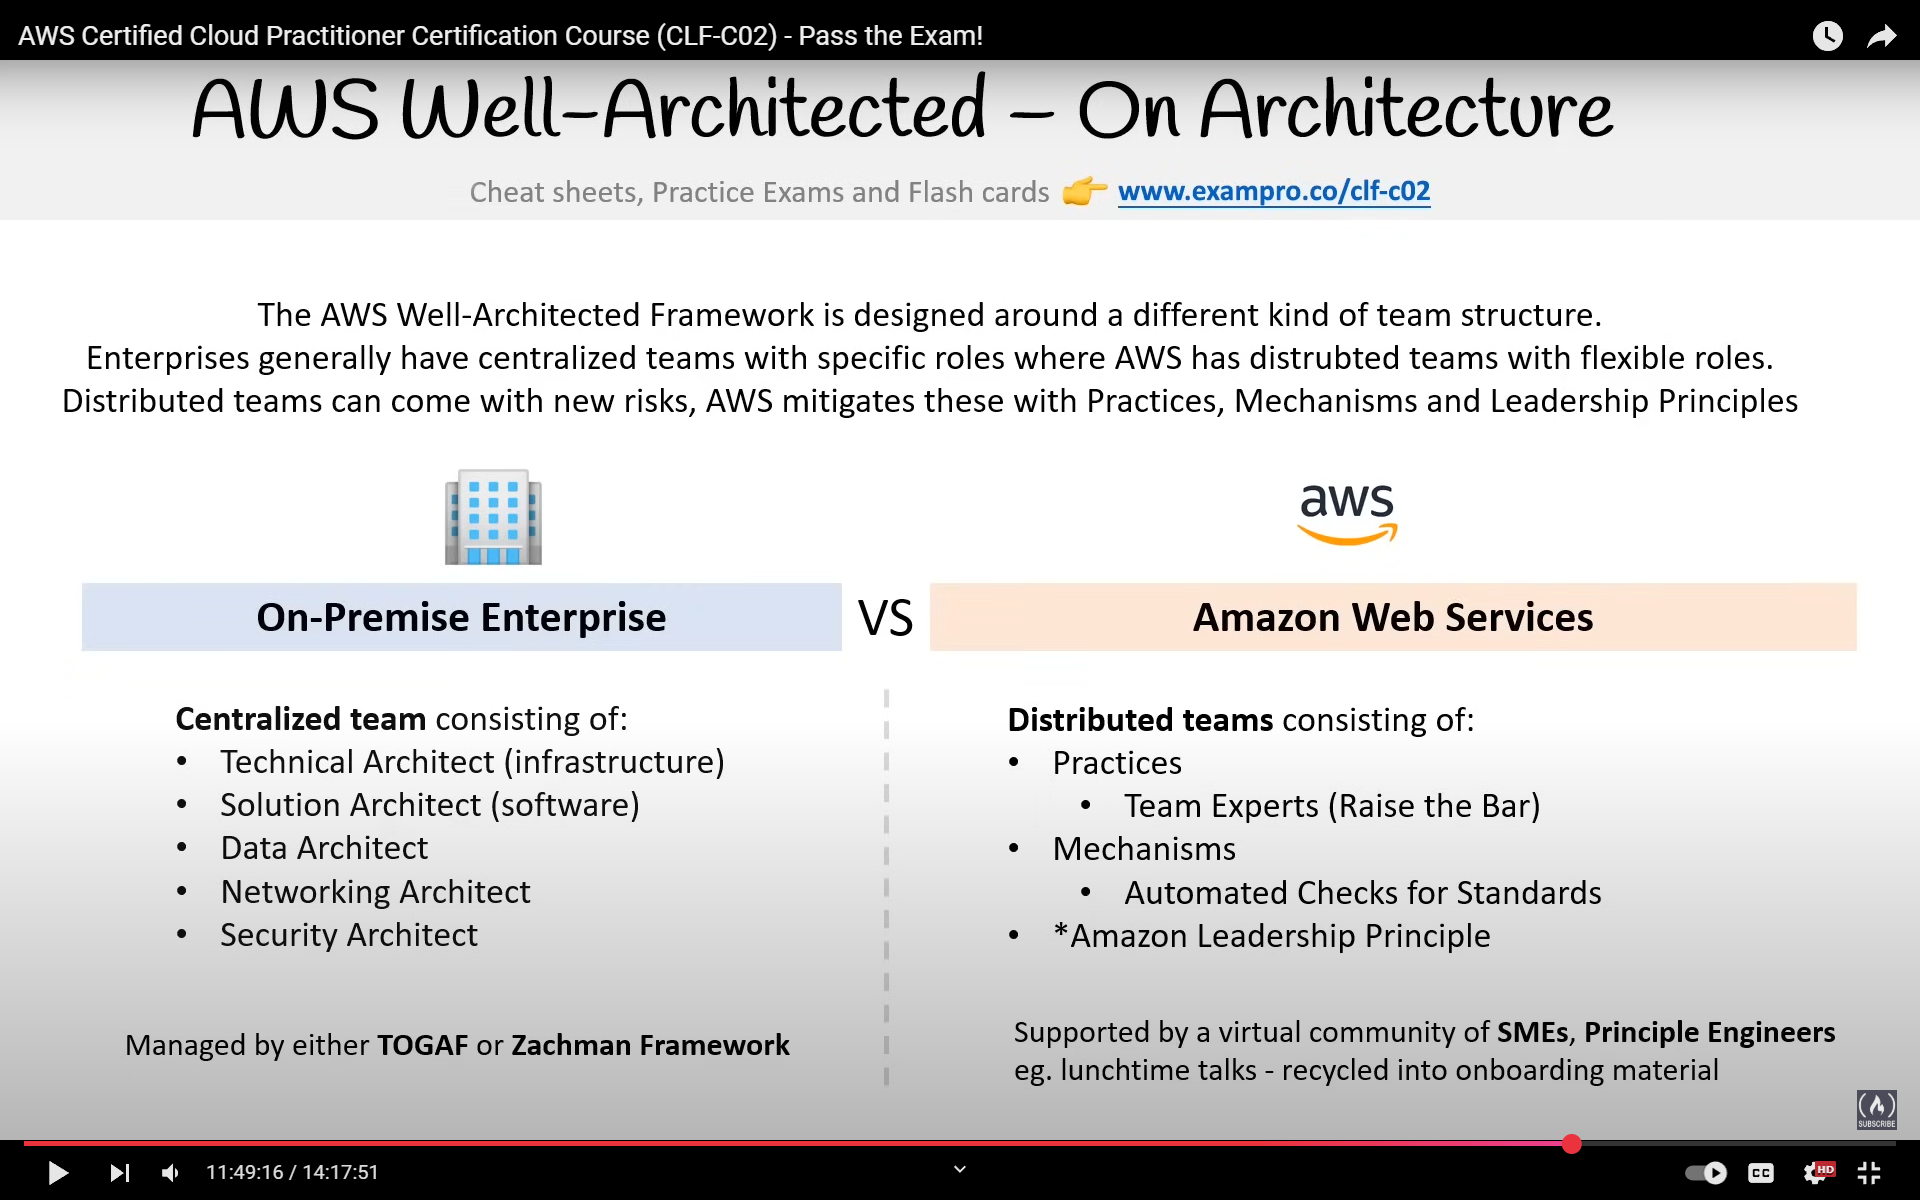 AWS Certified Cloud Practitioner Certification Course (CLF-C02) - Pass the Exam!
AWS Well-Architected – On Architecture
Cheat sheets, Practice Exams and Flash cards 👉 www.exampro.co/clf-c02
The AWS Well-Architected Framework is designed around a different kind of team structure.
Enterprises generally have centralized teams with specific roles where AWS has distrubted teams with flexible roles.
Distributed teams can come with new risks, AWS mitigates these with Practices, Mechanisms and Leadership Principles
aws
On-Premise Enterprise
VS
Amazon Web Services
Centralized team consisting of:
• Technical Architect (infrastructure)
• Solution Architect (software)
• Data Architect
• Networking Architect
• Security Architect
Managed by either TOGAF or Zachman Framework
Distributed teams consisting of:
• Practices
• Team Experts (Raise the Bar)
• Mechanisms
• Automated Checks for Standards
• *Amazon Leadership Principle
Supported by a virtual community of SMEs, Principle Engineers
eg. lunchtime talks - recycled into onboarding material
SUBSCRIBE
11:49:16 / 14:17:51
CC
HD